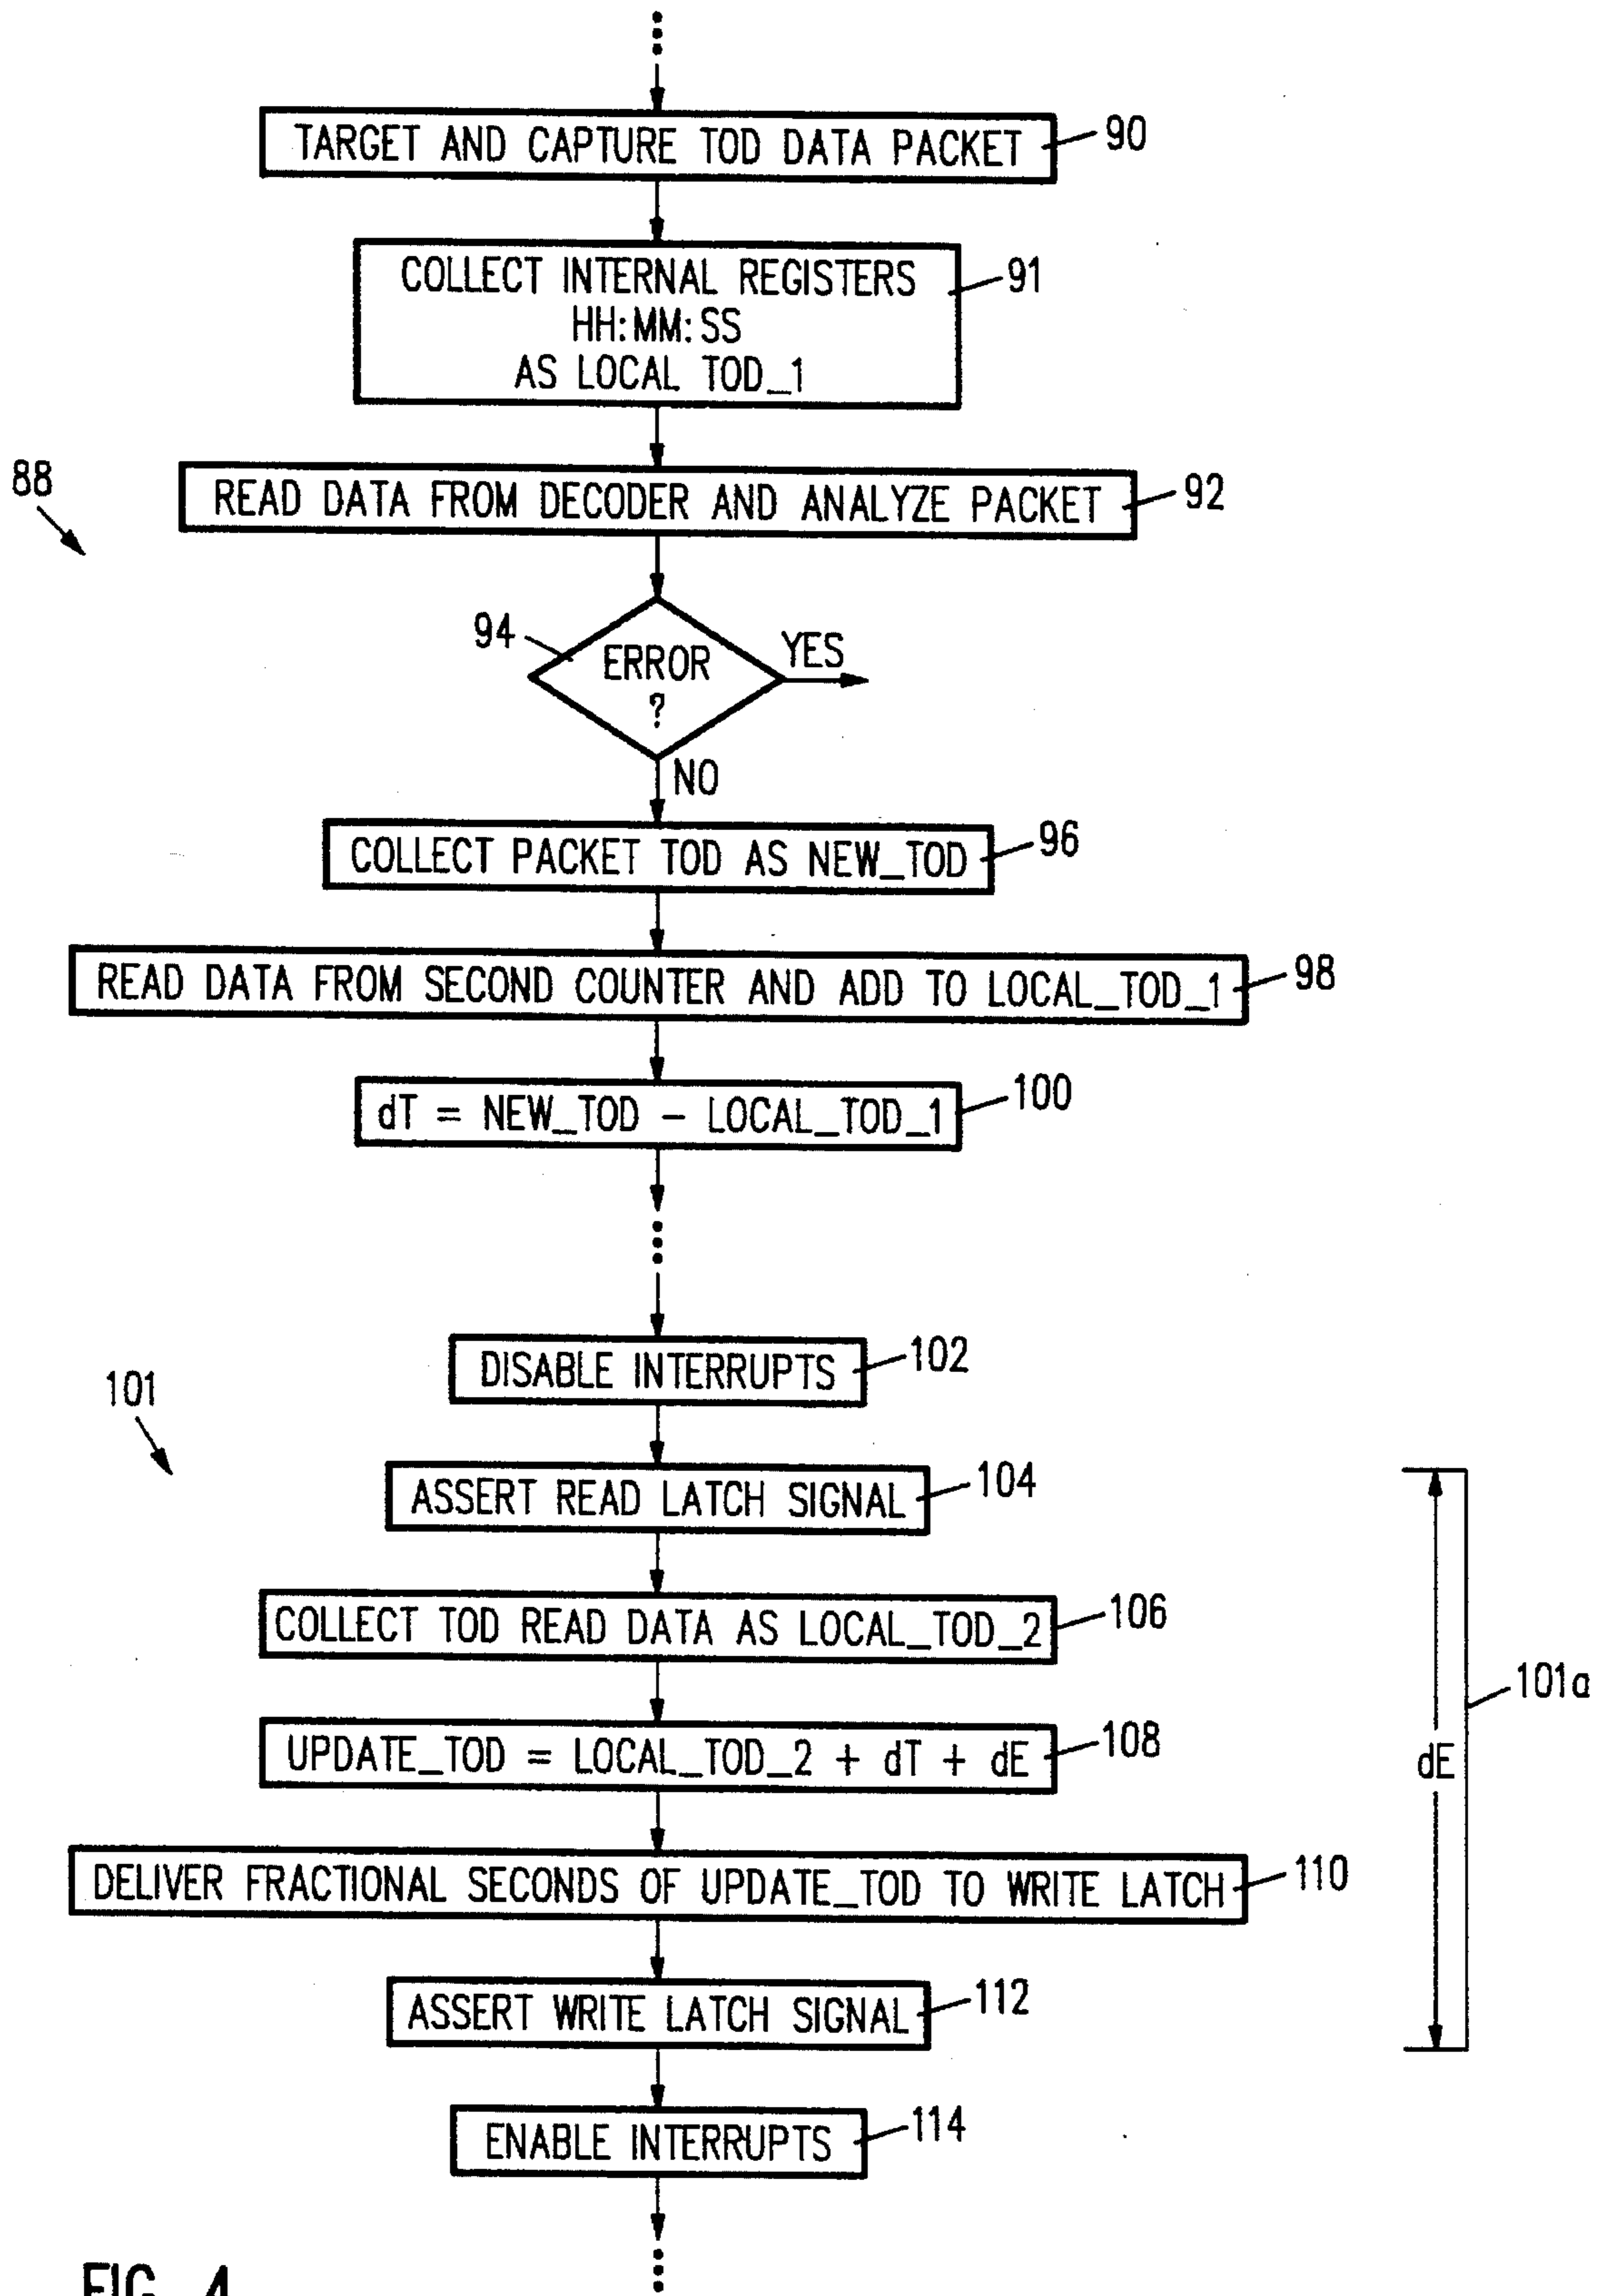 TARGET AND CAPTURE TOD DATA PACKET
90
COLLECT INTERNAL REGISTERS
HH:MM:SS
AS LOCAL TOD_1
91
88
READ DATA FROM DECODER AND ANALYZE PACKET
92
94
ERROR
?
YES
NO
COLLECT PACKET TOD AS NEW_TOD
96
READ DATA FROM SECOND COUNTER AND ADD TO LOCAL_TOD_1
98
dT = NEW_TOD - LOCAL_TOD_1
100
DISABLE INTERRUPTS
102
101
ASSERT READ LATCH SIGNAL
104
COLLECT TOD READ DATA AS LOCAL_TOD_2
106
101a
UPDATE_TOD = LOCAL_TOD_2 + dT + dE
108
dE
DELIVER FRACTIONAL SECONDS OF UPDATE_TOD TO WRITE LATCH
110
ASSERT WRITE LATCH SIGNAL
112
ENABLE INTERRUPTS
114
FIG. 4